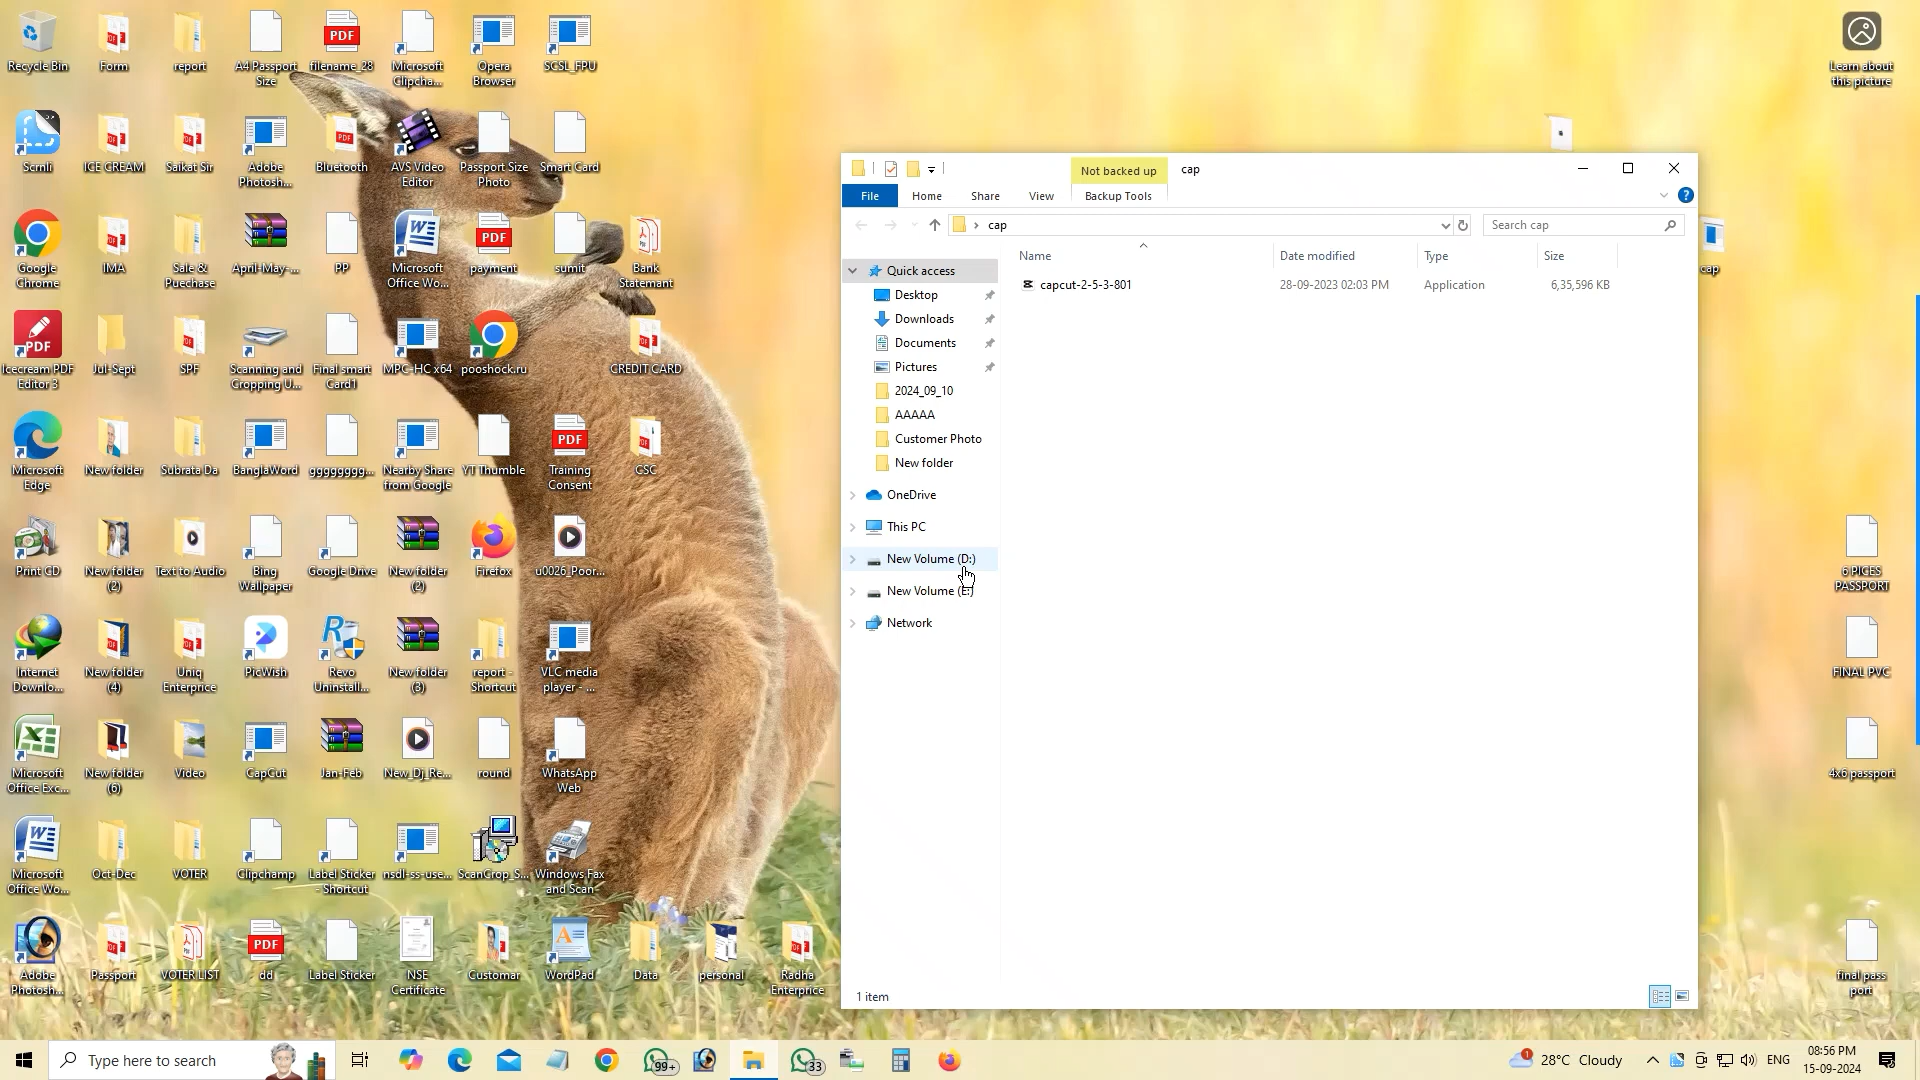 Recycle Bin
Form
report
A4 Passport
Size
filename_28
Microsoft
Clipcha...
Opera
Browser
SCSL_FPU
Learn about
this picture
ICE CREAM
Saikat Sir
Adobe
Photosh...
Bluetooth
AVS Video
Editor
Passport Size
Photo
Smart Card
Google
Chrome
IMA
Sale &
Puechase
April-May-...
PP
Microsoft
Office Wo...
payment
sumit
Bank
Statemant
Icecream PDF
Editor 3
Jul-Sept
SPF
Scanning and
Cropping U...
Final smart
Card1
MPC-HC x64
pooshock.ru
CREDIT CARD
Microsoft
Edge
New folder
Subrata Da
BanglaWord
ggggggg...
Nearby Share
from Google
YT Thumble
Training
Consent
CSC
Print CD
New folder
(2)
Text to Audio
Bing
Wallpaper
Google Drive
New folder
(2)
Firefox
u0026_Poor...
Internet
Downlo...
New folder
(4)
Uniq
Enterprice
PicWish
Revo
Uninstall...
New folder
(3)
report -
Shortcut
VLC media
player - ...
Microsoft
Office Exc...
New folder
(6)
Video
CapCut
Jan-Feb
New_Dj_Re...
round
WhatsApp
Web
Microsoft
Office Wo...
Oct-Dec
VOTER
Clipchamp
Label Sticker
- Shortcut
nsdl-ss-use...
ScanCrop_S...
Windows Fax
and Scan
Adobe
Photosh...
Passport
VOTER LIST
dd
Label Sticker
NSE
Certificate
Customar
WordPad
Data
personal
Radha
Enterprice
Not backed up
cap
File
Home
Share
View
Backup Tools
cap
Search cap
Name
Date modified
Type
Size
capcut-2-5-3-801
28-09-2023 02:03 PM
Application
6,35,596 KB
Quick access
Desktop
Downloads
Documents
Pictures
2024_09_10
AAAAA
Customer Photo
New folder
OneDrive
This PC
New Volume (D:)
New Volume (E:)
Network
1 item
cap
6 PICES
PASSPORT
FINAL PVC
4x6 passport
final pass
port
Type here to search
99+
33
28°C Cloudy
ENG
08:56 PM
15-09-2024